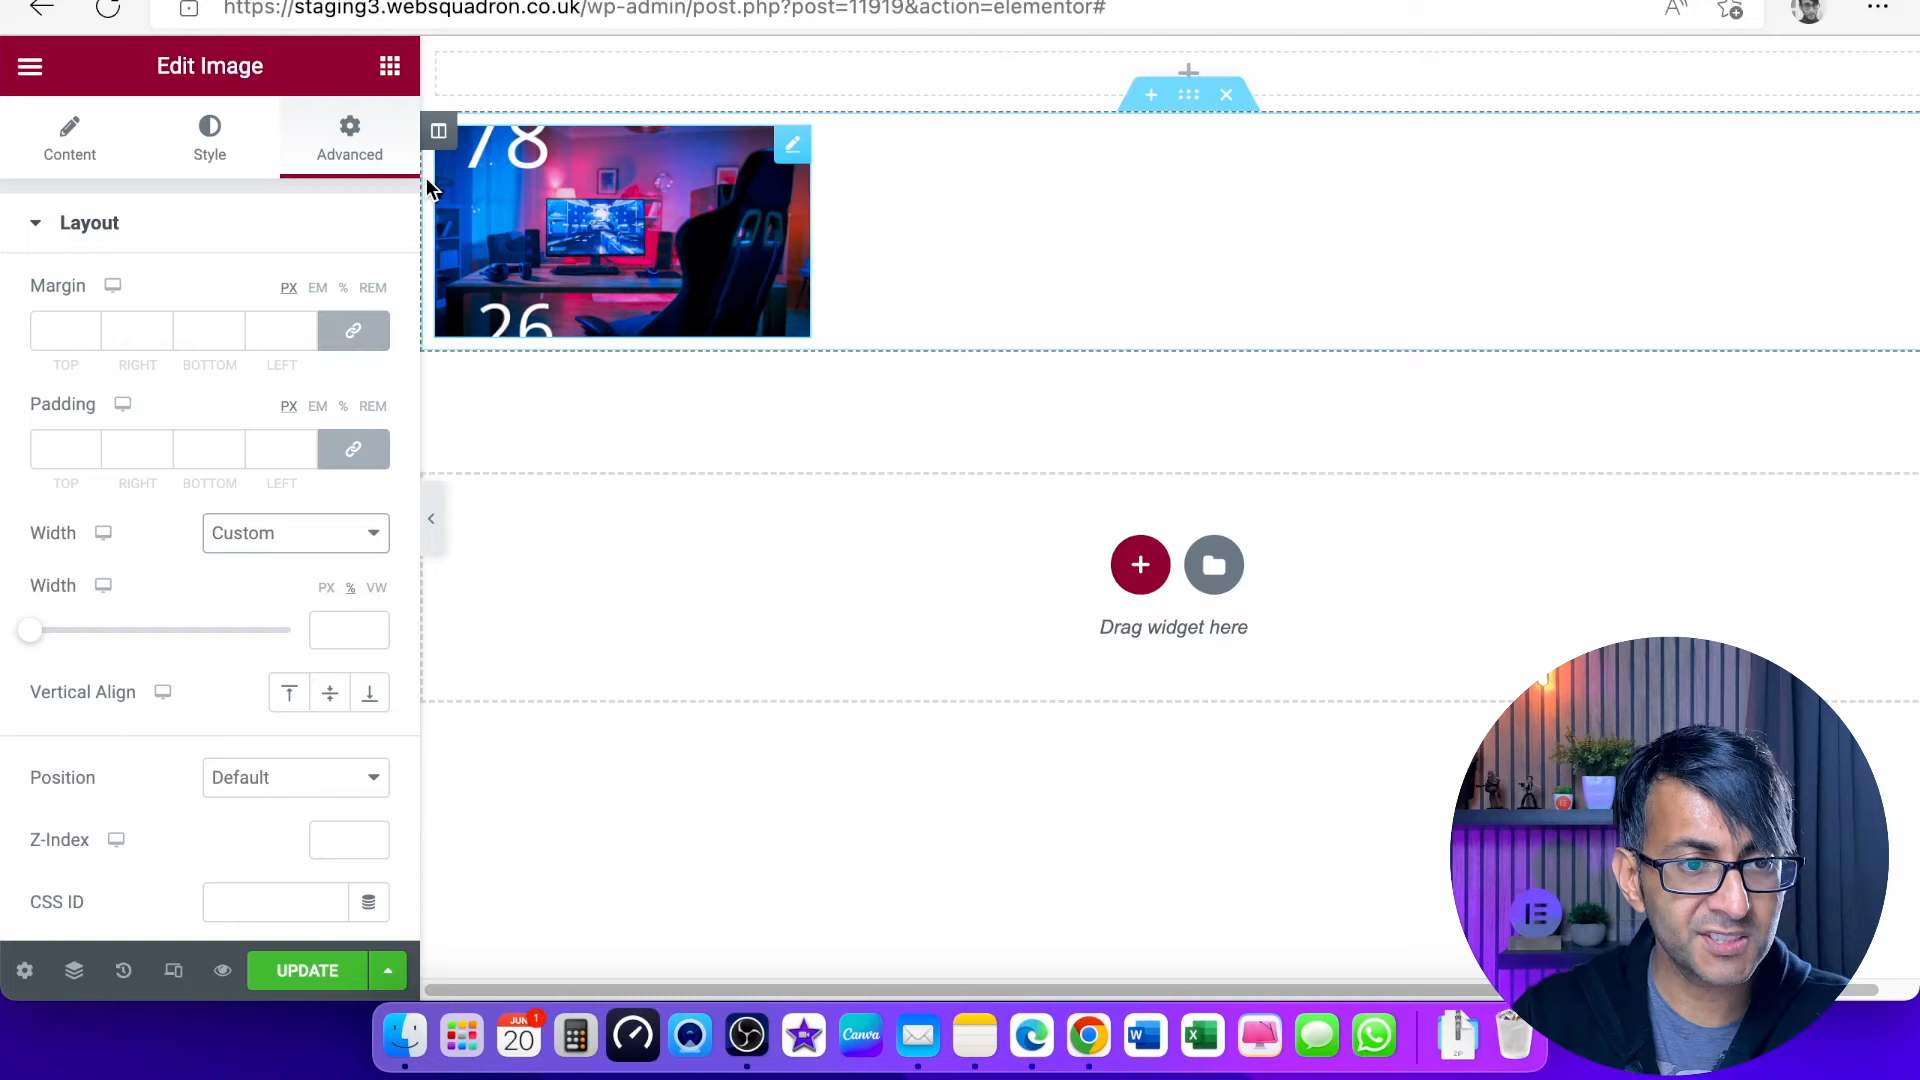 https://staging3.websquadron.co.uk/wp-admin/post.php?post=11919&action=elementor#
Edit Image
Content
Style
Advanced
Layout
Margin
PX EM % REM
TOP RIGHT BOTTOM LEFT
Padding
PX EM % REM
TOP RIGHT BOTTOM LEFT
Width
Custom
Width
PX % VW
Vertical Align
Position
Default
Z-Index
CSS ID
UPDATE
78
26
Drag widget here
JUN
1
20
Canva
ZIP